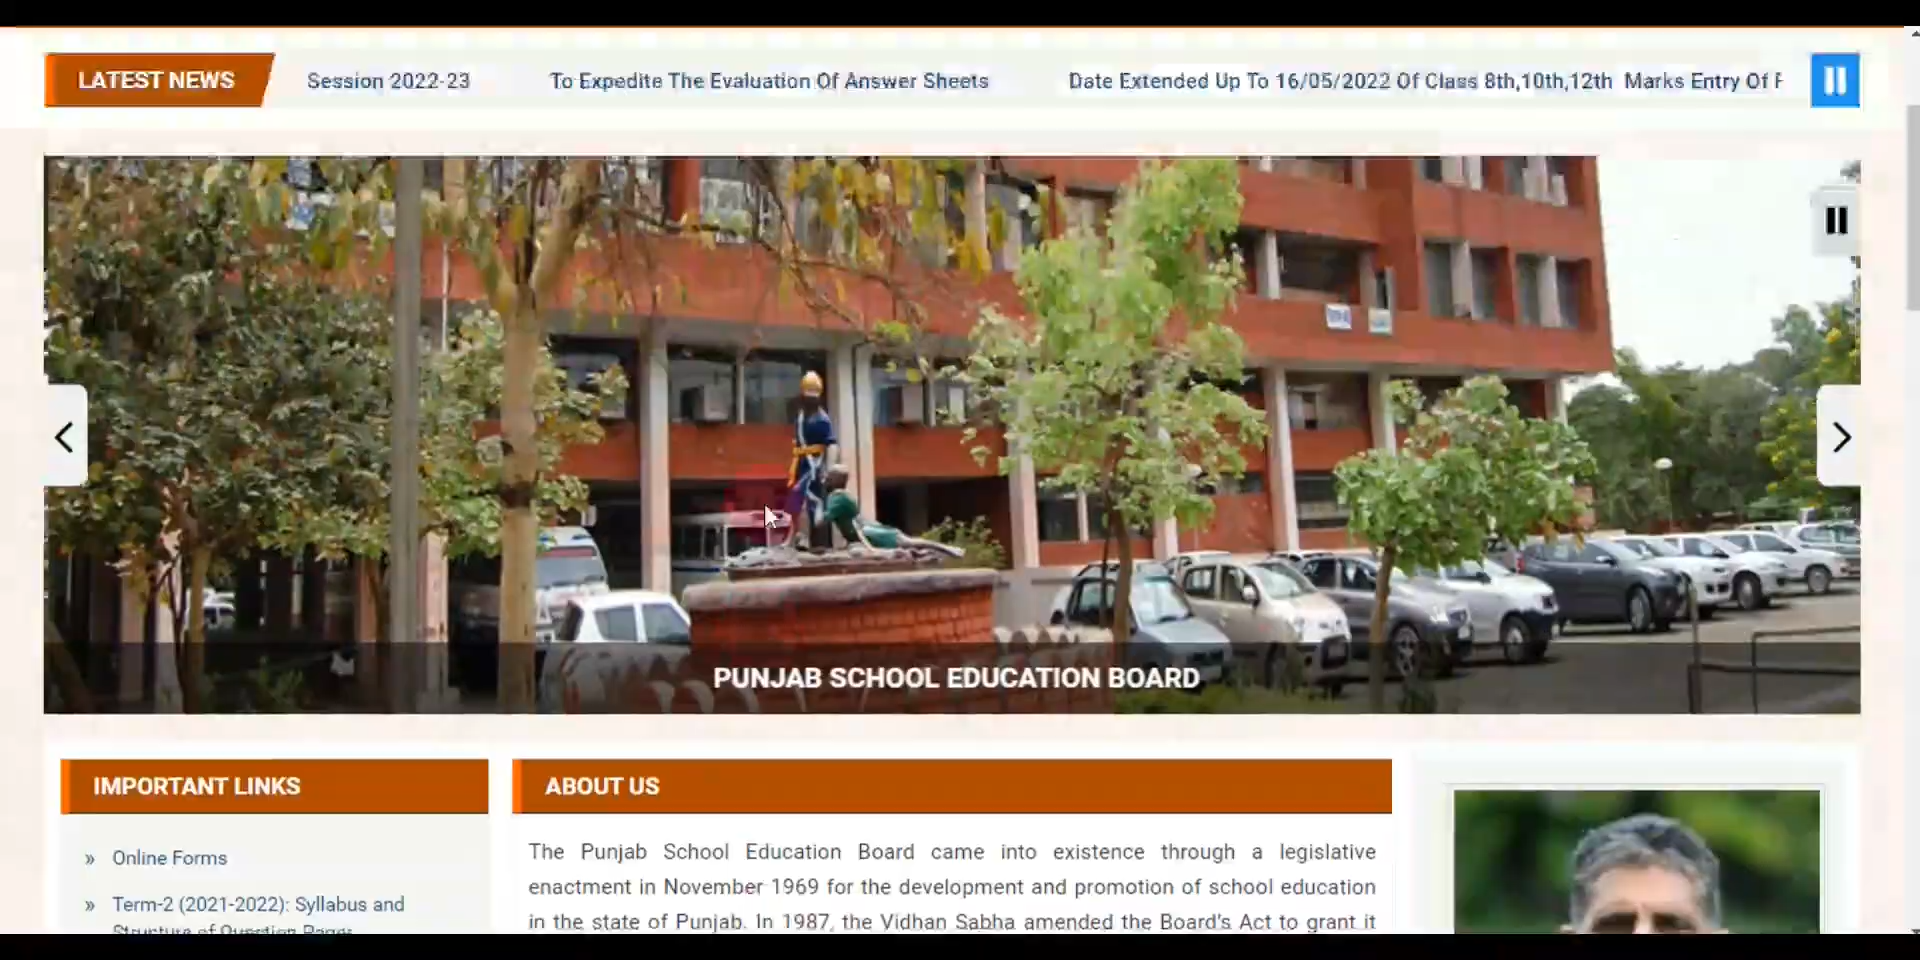 LATEST NEWS
Session 2022-23 To Expedite The Evaluation Of Answer Sheets Date Extended Up To 16/05/2022 Of Class 8th,10th,12th Marks Entry Of
PUNJAB SCHOOL EDUCATION BOARD
IMPORTANT LINKS
» Online Forms
» Term-2 (2021-2022): Syllabus and
Structure of Question Paper
ABOUT US
The Punjab School Education Board came into existence through a legislative
enactment in November 1969 for the development and promotion of school education
in the state of Punjab. In 1987, the Vidhan Sabha amended the Board's Act to grant it